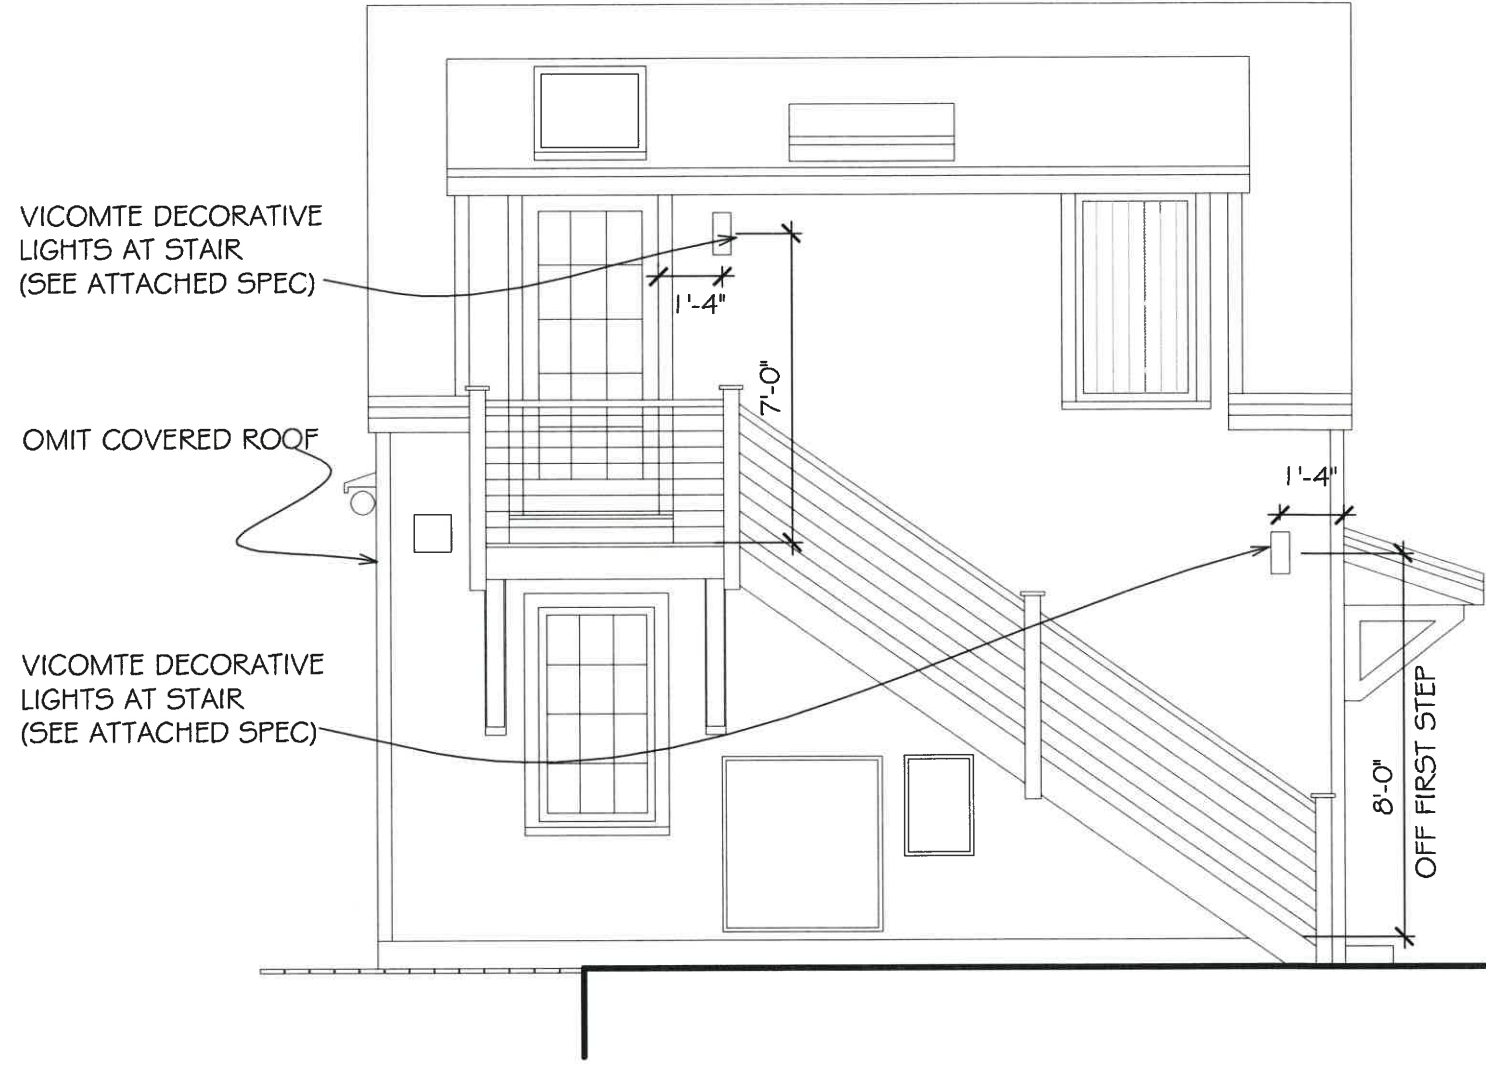 VICOMTE DECORATIVE
LIGHTS AT STAIR
(SEE ATTACHED SPEC)
1'-4"
7'-0"
OMIT COVERED ROOF
1'-4"
VICOMTE DECORATIVE
LIGHTS AT STAIR
(SEE ATTACHED SPEC)
8'-0"
OFF FIRST STEP